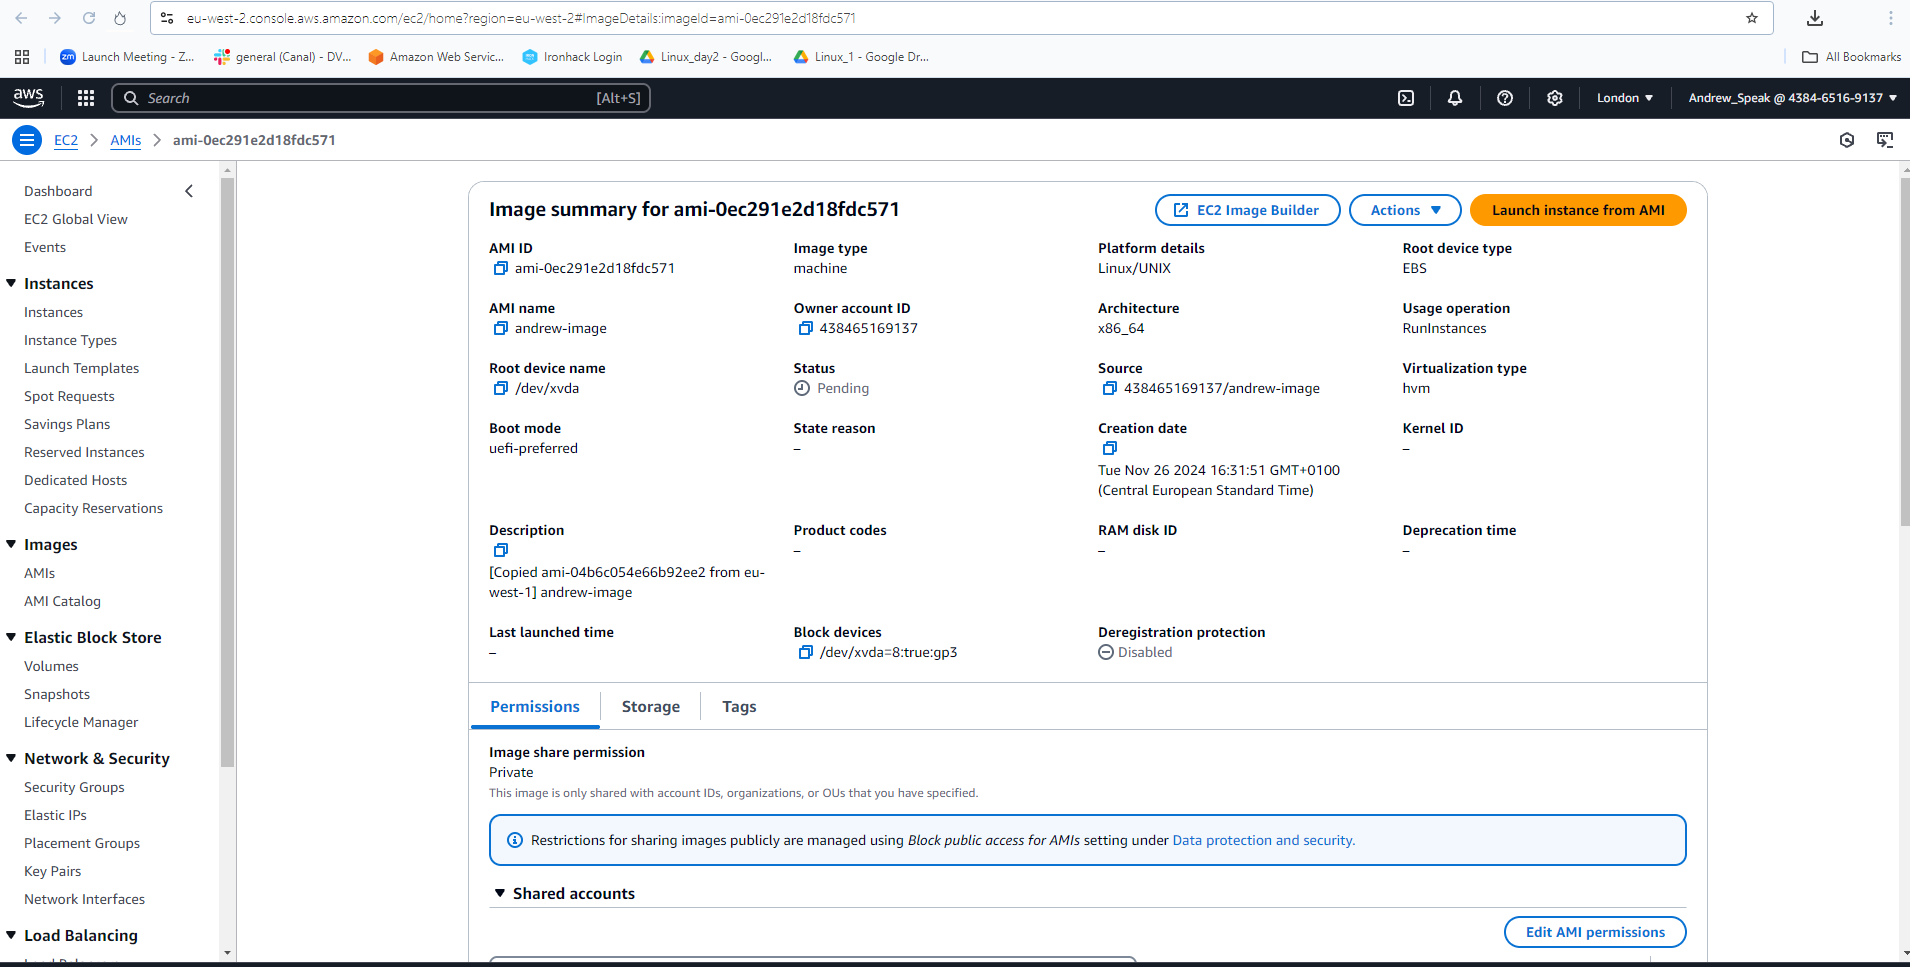 eu-west-2.console.aws.amazon.com/ec2/home?region=eu-west-2#ImageDetails:imageId=ami-0ec291e2d18fdc571
zm Launch Meeting - Z... general (Canal) - DV... Amazon Web Servic... Ironhack Login Linux_day2 - Googl... Linux_1 - Google Dr... All Bookmarks
aws Search [Alt+S] London Andrew_Speak @ 4384-6516-9137
EC2 AMIs ami-0ec291e2d18fdc571
Dashboard
EC2 Global View
Events
Instances
Instances
Instance Types
Launch Templates
Spot Requests
Savings Plans
Reserved Instances
Dedicated Hosts
Capacity Reservations
Images
AMIs
AMI Catalog
Elastic Block Store
Volumes
Snapshots
Lifecycle Manager
Network & Security
Security Groups
Elastic IPs
Placement Groups
Key Pairs
Network Interfaces
Load Balancing
Image summary for ami-0ec291e2d18fdc571 EC2 Image Builder Actions Launch instance from AMI
AMI ID Image type Platform details Root device type
ami-0ec291e2d18fdc571 machine Linux/UNIX EBS
AMI name Owner account ID Architecture Usage operation
andrew-image 438465169137 x86_64 RunInstances
Root device name Status Source Virtualization type
/dev/xvda Pending 438465169137/andrew-image hvm
Boot mode State reason Creation date Kernel ID
uefi-preferred – –
Tue Nov 26 2024 16:31:51 GMT+0100
(Central European Standard Time)
Description Product codes RAM disk ID Deprecation time
– – –
[Copied ami-04b6c054e66b92ee2 from eu-
west-1] andrew-image
Last launched time Block devices Deregistration protection
– /dev/xvda=8:true:gp3 Disabled
Permissions Storage Tags
Image share permission
Private
This image is only shared with account IDs, organizations, or OUs that you have specified.
Restrictions for sharing images publicly are managed using Block public access for AMIs setting under Data protection and security.
Shared accounts
Edit AMI permissions